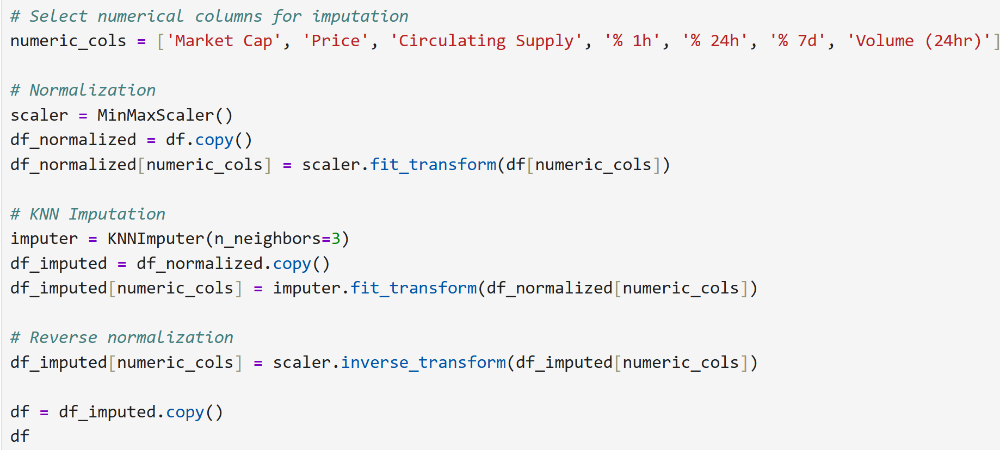 # Select numerical columns for imputation
numeric_cols = ['Market Cap', 'Price', 'Circulating Supply', '% 1h', '% 24h', '% 7d', 'Volume (24hr)']
# Normalization
scaler = MinMaxScaler()
df_normalized = df.copy()
df_normalized[numeric_cols] = scaler.fit_transform(df[numeric_cols])
# KNN Imputation
imputer = KNNImputer(n_neighbors=3)
df_imputed = df_normalized.copy()
df_imputed[numeric_cols] = imputer.fit_transform(df_normalized[numeric_cols])
# Reverse normalization
df_imputed[numeric_cols] = scaler.inverse_transform(df_imputed[numeric_cols])
df = df_imputed.copy()
df